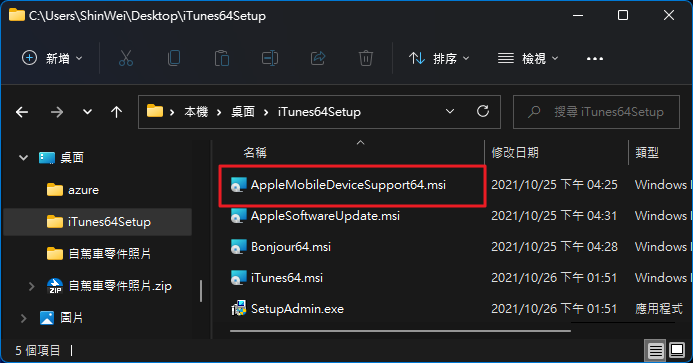 C:\Users\ShinWei\Desktop\iTunes64Setup
新增 排序 檢視
本機 桌面 iTunes64Setup 搜尋 iTunes64Setup
桌面
azure
iTunes64Setup
自駕車零件照片
自駕車零件照片.zip
圖片
名稱 修改日期 類型
AppleMobileDeviceSupport64.msi 2021/10/25 下午 04:25 Windows
AppleSoftwareUpdate.msi 2021/10/25 下午 04:31 Windows
Bonjour64.msi 2021/10/25 下午 04:28 Windows
iTunes64.msi 2021/10/26 下午 01:51 Windows
SetupAdmin.exe 2021/10/26 下午 01:51 應用程式
5 個項目